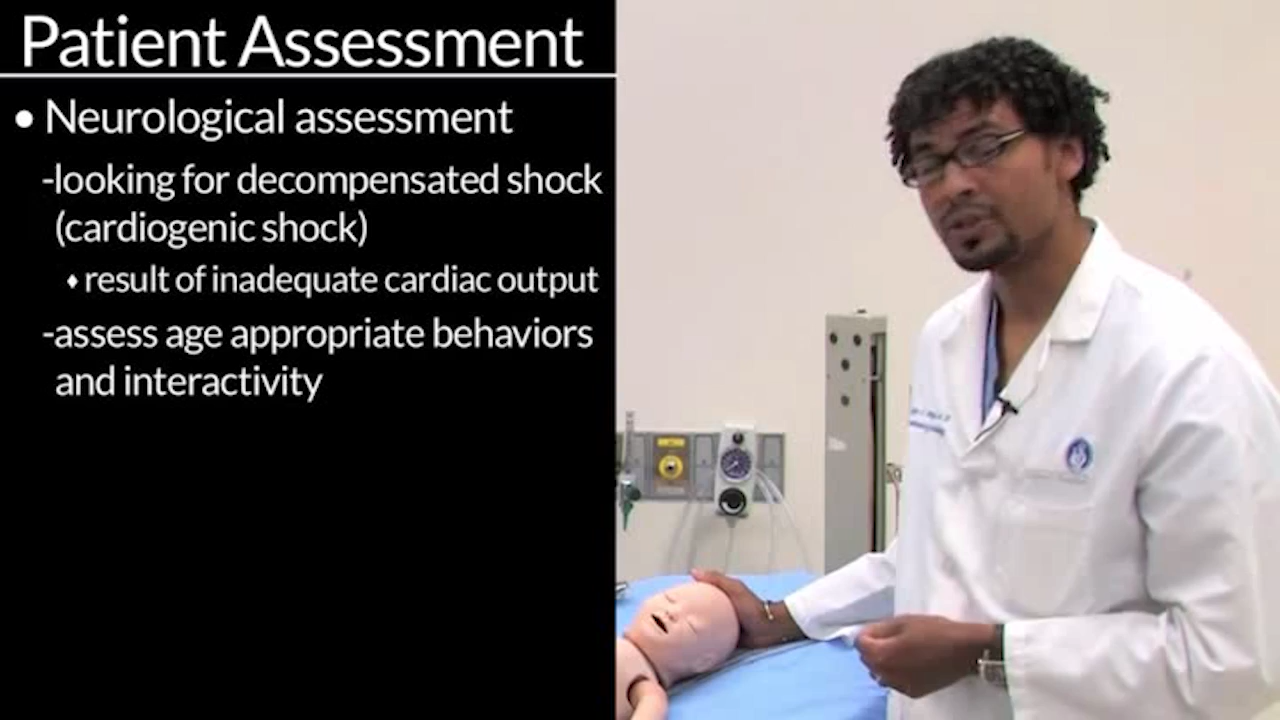 Patient Assessment
• Neurological assessment
-looking for decompensated shock
(cardiogenic shock)
♦ result of inadequate cardiac output
-assess age appropriate behaviors
and interactivity